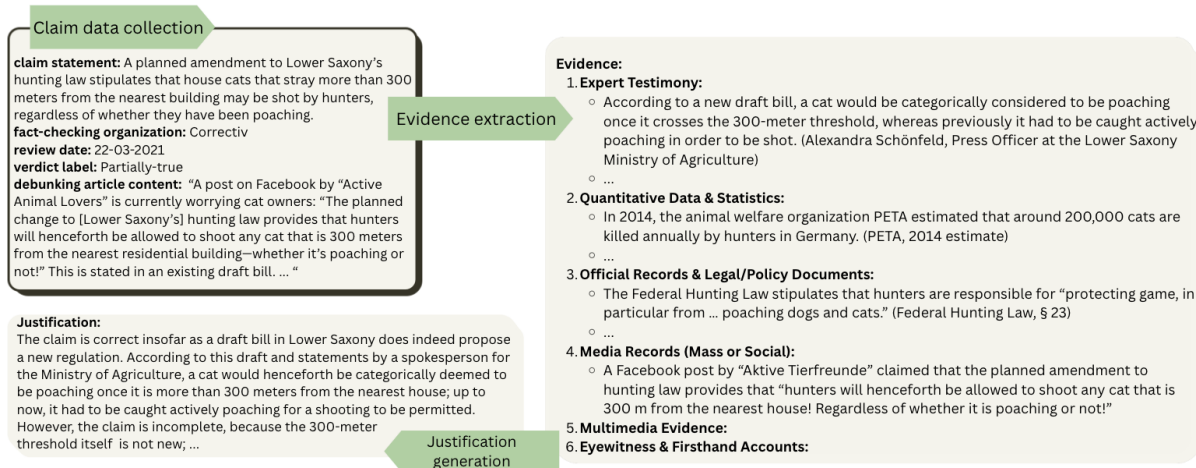 Claim data collection
claim statement: A planned amendment to Lower Saxony's
hunting law stipulates that house cats that stray more than 300
meters from the nearest building may be shot by hunters,
regardless of whether they have been poaching.
fact-checking organization: Correctiv
review date: 22-03-2021
verdict label: Partially-true
debunking article content: “A post on Facebook by “Active
Animal Lovers” is currently worrying cat owners: “The planned
change to [Lower Saxony’s] hunting law provides that hunters
will henceforth be allowed to shoot any cat that is 300 meters
from the nearest residential building—whether it’s poaching or
not!” This is stated in an existing draft bill. ... “
Evidence extraction
Evidence:
1. Expert Testimony:
○ According to a new draft bill, a cat would be categorically considered to be poaching
once it crosses the 300-meter threshold, whereas previously it had to be caught actively
poaching in order to be shot. (Alexandra Schönfeld, Press Officer at the Lower Saxony
Ministry of Agriculture)
○ ...
2. Quantitative Data & Statistics:
○ In 2014, the animal welfare organization PETA estimated that around 200,000 cats are
killed annually by hunters in Germany. (PETA, 2014 estimate)
○ ...
3. Official Records & Legal/Policy Documents:
○ The Federal Hunting Law stipulates that hunters are responsible for “protecting game, in
particular from ... poaching dogs and cats.” (Federal Hunting Law, § 23)
○ ...
4. Media Records (Mass or Social):
○ A Facebook post by “Aktive Tierfreunde” claimed that the planned amendment to
hunting law provides that “hunters will henceforth be allowed to shoot any cat that is
300 m from the nearest house! Regardless of whether it is poaching or not!”
5. Multimedia Evidence:
6. Eyewitness & Firsthand Accounts:
Justification generation
Justification:
The claim is correct insofar as a draft bill in Lower Saxony does indeed propose
a new regulation. According to this draft and statements by a spokesperson for
the Ministry of Agriculture, a cat would henceforth be categorically deemed to
be poaching once it is more than 300 meters from the nearest house; up to
now, it had to be caught actively poaching for a shooting to be permitted.
However, the claim is incomplete, because the 300-meter
threshold itself is not new; ...